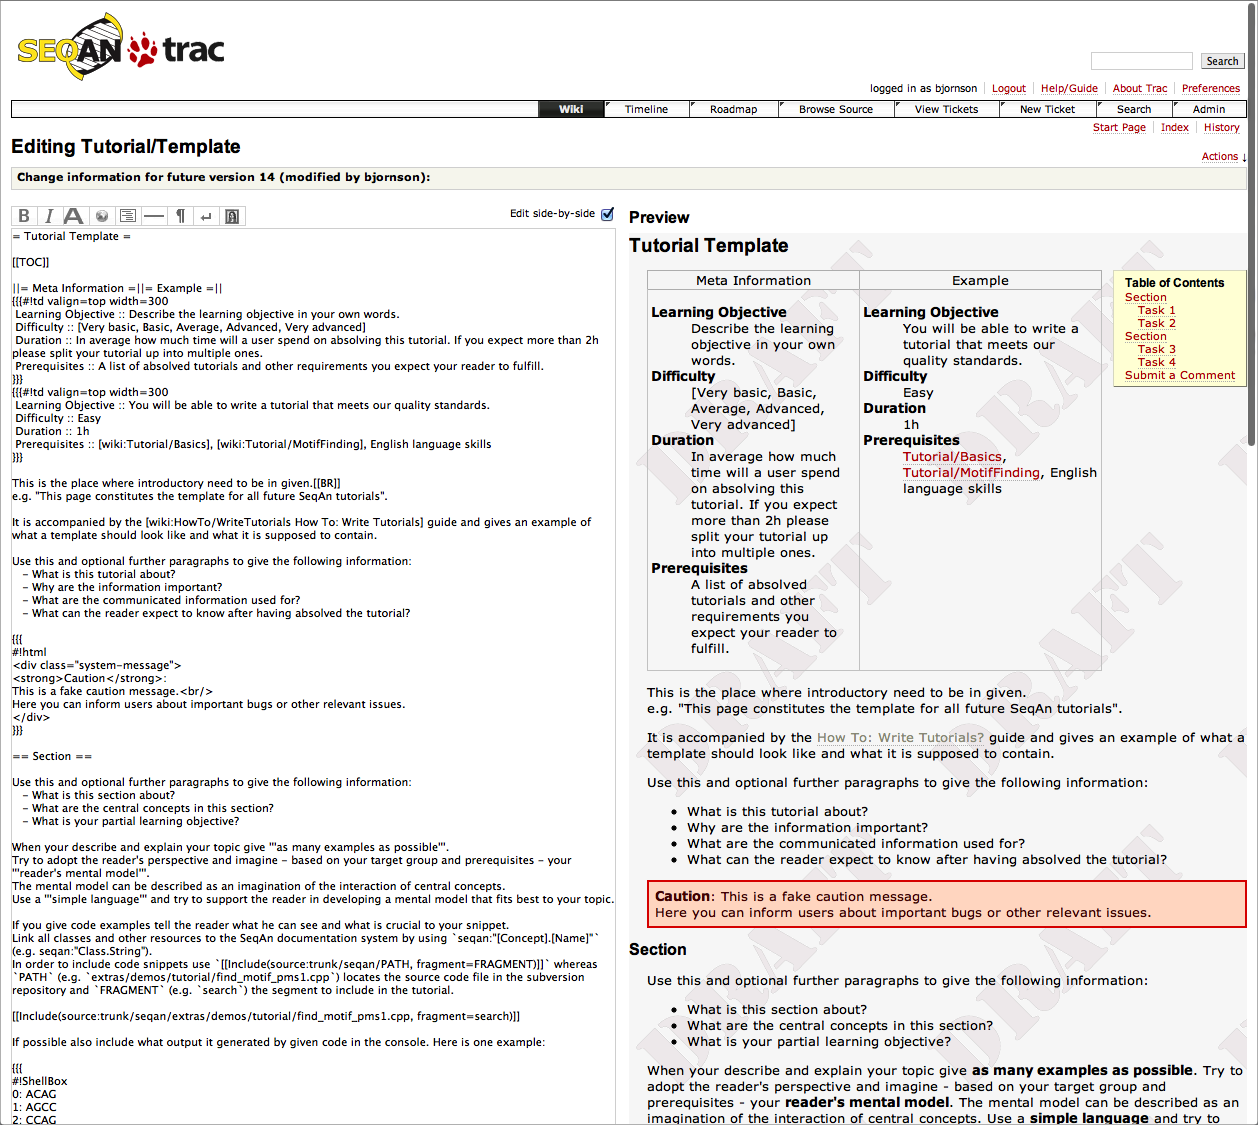 SEQAN trac
Search
logged in as bjornson Logout Help/Guide About Trac Preferences
Wiki Timeline Roadmap Browse Source View Tickets New Ticket Search Admin
Start Page Index History
Editing Tutorial/Template
Actions ↓
Change information for future version 14 (modified by bjornson):
B I A ¶ ↵
Edit side-by-side
= Tutorial Template =
[[TOC]]
||= Meta Information =||= Example =||
{{{#!td valign=top width=300
Learning Objective :: Describe the learning objective in your own words.
Difficulty :: [Very basic, Basic, Average, Advanced, Very advanced]
Duration :: In average how much time will a user spend on absolving this tutorial. If you expect more than 2h
please split your tutorial up into multiple ones.
Prerequisites :: A list of absolved tutorials and other requirements you expect your reader to fulfill.
}}}
{{{#!td valign=top width=300
Learning Objective :: You will be able to write a tutorial that meets our quality standards.
Difficulty :: Easy
Duration :: 1h
Prerequisites :: [wiki:Tutorial/Basics], [wiki:Tutorial/MotifFinding], English language skills
}}}
This is the place where introductory need to be in given.[[BR]]
e.g. "This page constitutes the template for all future SeqAn tutorials".
It is accompanied by the [wiki:HowTo/WriteTutorials How To: Write Tutorials] guide and gives an example of
what a template should look like and what it is supposed to contain.
Use this and optional further paragraphs to give the following information:
- What is this tutorial about?
- Why are the information important?
- What are the communicated information used for?
- What can the reader expect to know after having absolved the tutorial?
{{{
#!html
<div class="system-message">
<strong>Caution</strong>:
This is a fake caution message.<br/>
Here you can inform users about important bugs or other relevant issues.
</div>
}}}
== Section ==
Use this and optional further paragraphs to give the following information:
- What is this section about?
- What are the central concepts in this section?
- What is your partial learning objective?
When your describe and explain your topic give '''as many examples as possible'''.
Try to adopt the reader's perspective and imagine - based on your target group and prerequisites - your
'''reader's mental model'''.
The mental model can be described as an imagination of the interaction of central concepts.
Use a '''simple language''' and try to support the reader in developing a mental model that fits best to your topic.
If you give code examples tell the reader what he can see and what is crucial to your snippet.
Link all classes and other resources to the SeqAn documentation system by using `seqan:"[Concept].[Name]"`
(e.g. seqan:"Class.String").
In order to include code snippets use `[[Include(source:trunk/seqan/PATH, fragment=FRAGMENT)]]` whereas
`PATH` (e.g. `extras/demos/tutorial/find_motif_pms1.cpp`) locates the source code file in the subversion
repository and `FRAGMENT` (e.g. `search`) the segment to include in the tutorial.
[[Include(source:trunk/seqan/extras/demos/tutorial/find_motif_pms1.cpp, fragment=search)]]
If possible also include what output it generated by given code in the console. Here is one example:
{{{
#!ShellBox
0: ACAG
1: AGCC
2: CCAG
Preview
Tutorial Template
Meta Information
Learning Objective
Describe the learning
objective in your own
words.
Difficulty
[Very basic, Basic,
Average, Advanced,
Very advanced]
Duration
In average how much
time will a user spend
on absolving this
tutorial. If you expect
more than 2h please
split your tutorial up
into multiple ones.
Prerequisites
A list of absolved
tutorials and other
requirements you
expect your reader to
fulfill.
Example
Learning Objective
You will be able to write a
tutorial that meets our
quality standards.
Difficulty
Easy
Duration
1h
Prerequisites
Tutorial/Basics,
Tutorial/MotifFinding, English
language skills
Table of Contents
Section
Task 1
Task 2
Section
Task 3
Task 4
Submit a Comment
This is the place where introductory need to be in given.
e.g. "This page constitutes the template for all future SeqAn tutorials".
It is accompanied by the How To: Write Tutorials? guide and gives an example of what a
template should look like and what it is supposed to contain.
Use this and optional further paragraphs to give the following information:
• What is this tutorial about?
• Why are the information important?
• What are the communicated information used for?
• What can the reader expect to know after having absolved the tutorial?
Caution: This is a fake caution message.
Here you can inform users about important bugs or other relevant issues.
Section
Use this and optional further paragraphs to give the following information:
• What is this section about?
• What are the central concepts in this section?
• What is your partial learning objective?
When your describe and explain your topic give as many examples as possible. Try to
adopt the reader's perspective and imagine - based on your target group and
prerequisites - your reader's mental model. The mental model can be described as an
imagination of the interaction of central concepts. Use a simple language and try to
DRAFT
DRAFT
DRAFT
DRAFT
DRAFT
DRAFT